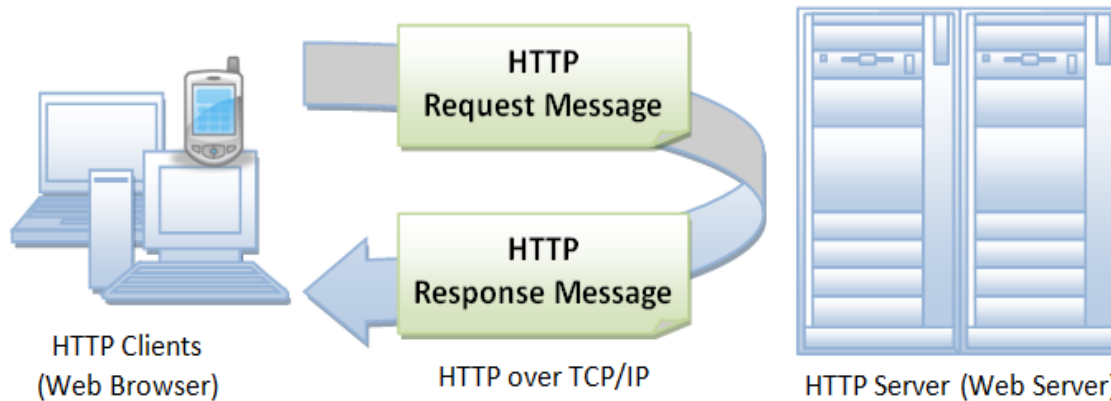 HTTP
Request Message
HTTP
Response Message
HTTP Clients
(Web Browser)
HTTP over TCP/IP
HTTP Server (Web Server)